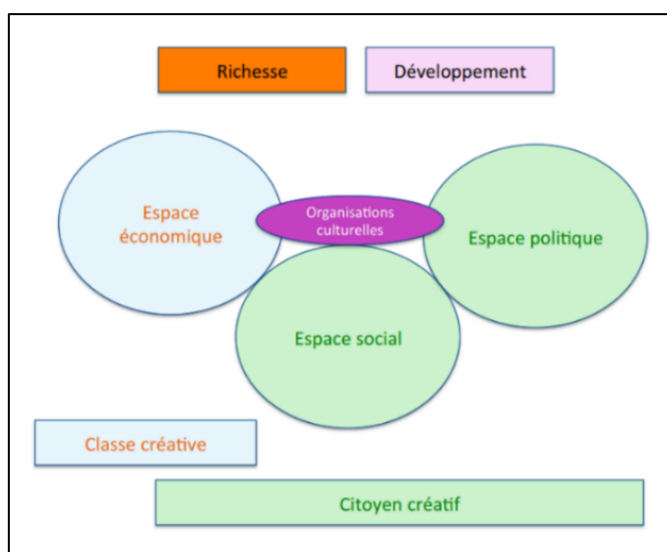 Richesse
Développement
Espace
économique
Organisations
culturelles
Espace politique
Espace social
Classe créative
Citoyen créatif